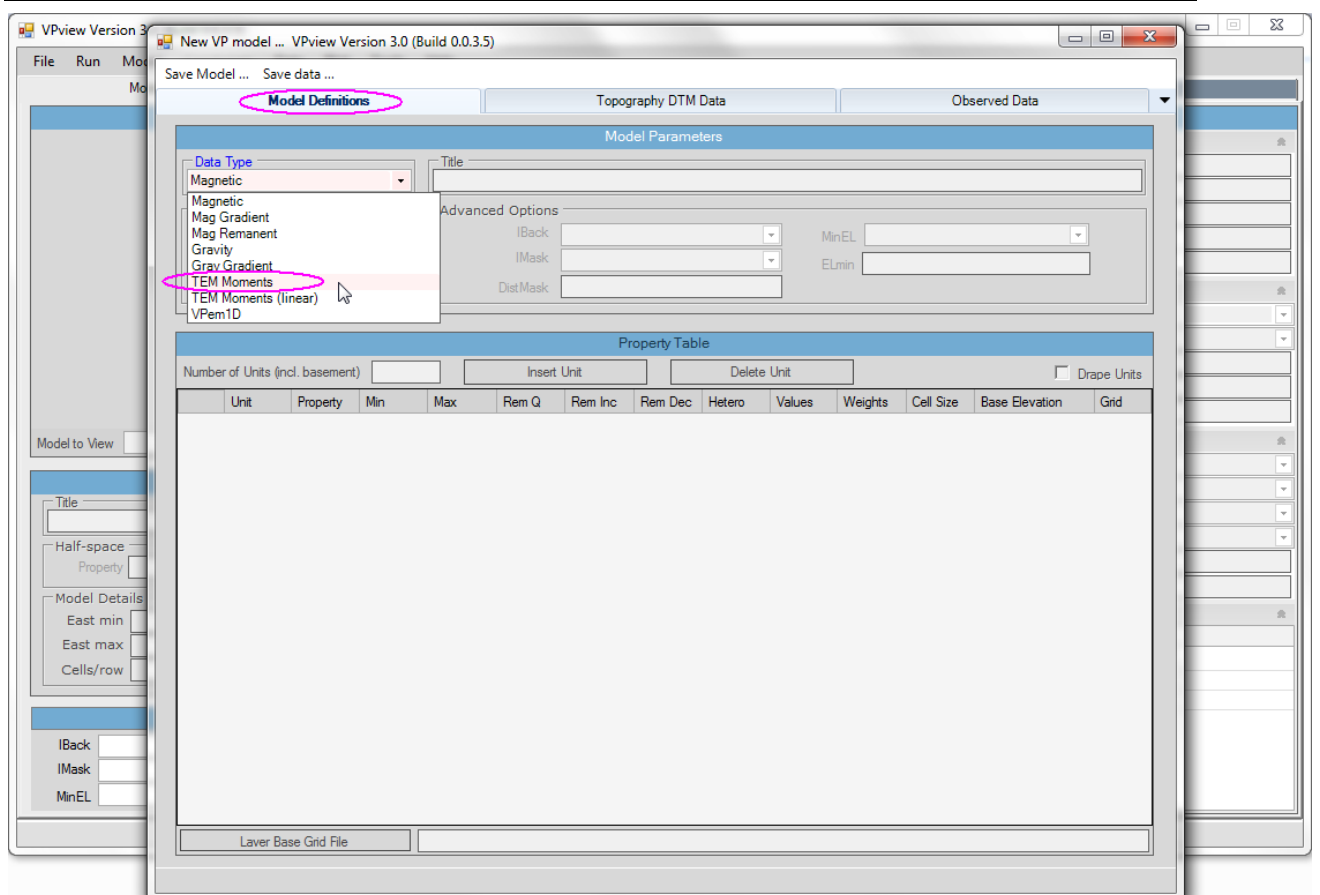 VPview Version 3
New VP model ... VPview Version 3.0 (Build 0.0.3.5)
File Run
Save Model ... Save data ...
Model Definitions Topography DTM Data Observed Data
Model Parameters
Data Type Title
Magnetic
Magnetic
Mag Gradient
Mag Remanent
Gravity
Grav Gradient
TEM Moments
TEM Moments (linear)
VPem1D
Advanced Options
IBack MinEL
IMask ELmin
DistMask
Property Table
Number of Units (incl. basement) Insert Unit Delete Unit Drape Units
Unit Property Min Max Rem Q Rem Inc Rem Dec Hetero Values Weights Cell Size Base Elevation Grid
Model to View
Title
Half-space
Property
Model Details
East min
East max
Cells/row
IBack
IMask
MinEL
Layer Base Grid File